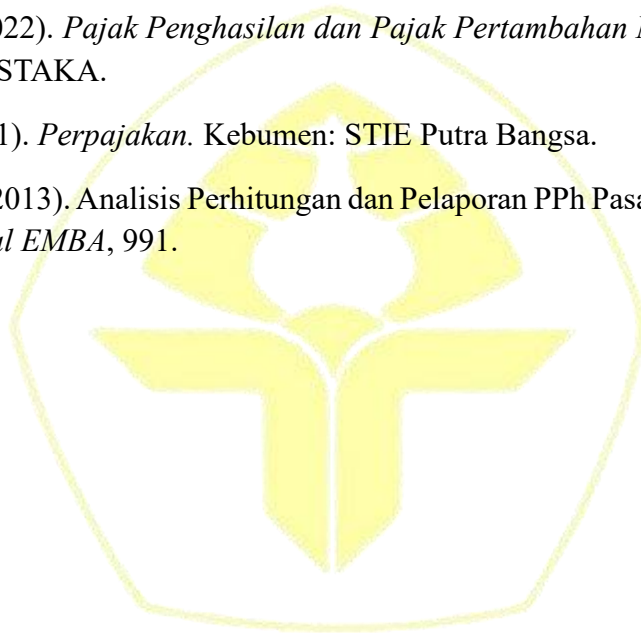 022). Pajak Penghasilan dan Pajak Pertambahan
STAKA.
1). Perpajakan. Kebumen: STIE Putra Bangsa.
2013). Analisis Perhitungan dan Pelaporan PPh Pasa
al EMBA, 991.